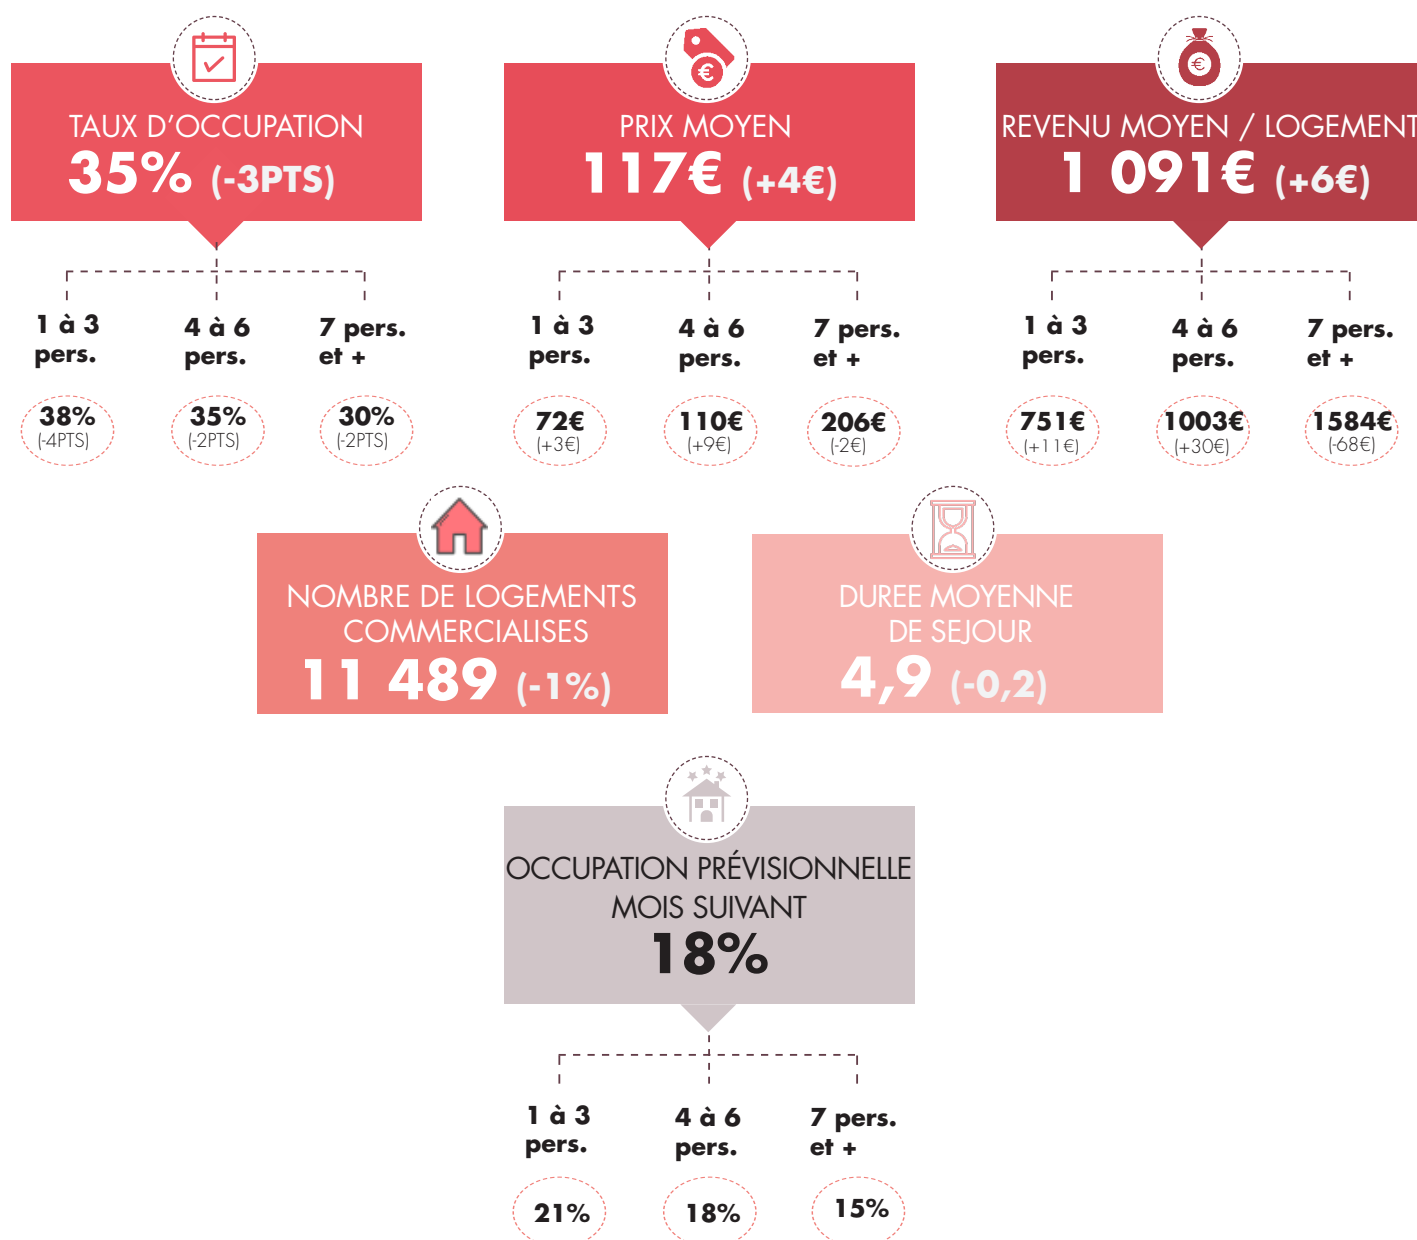 TAUX D'OCCUPATION
35% (-3PTS)
1 à 3
pers.
4 à 6
pers.
7 pers.
et +
38%
(-4PTS)
35%
(-2PTS)
30%
(-2PTS)
PRIX MOYEN
117€ (+4€)
1 à 3
pers.
4 à 6
pers.
7 pers.
et +
72€
(+3€)
110€
(+9€)
206€
(-2€)
REVENU MOYEN / LOGEMENT
1 091€ (+6€)
1 à 3
pers.
4 à 6
pers.
7 pers.
et +
751€
(+11€)
1003€
(+30€)
1584€
(-68€)
NOMBRE DE LOGEMENTS
COMMERCIALISES
11 489 (-1%)
DUREE MOYENNE
DE SEJOUR
4,9 (-0,2)
OCCUPATION PRÉVISIONNELLE
MOIS SUIVANT
18%
1 à 3
pers.
4 à 6
pers.
7 pers.
et +
21%
18%
15%